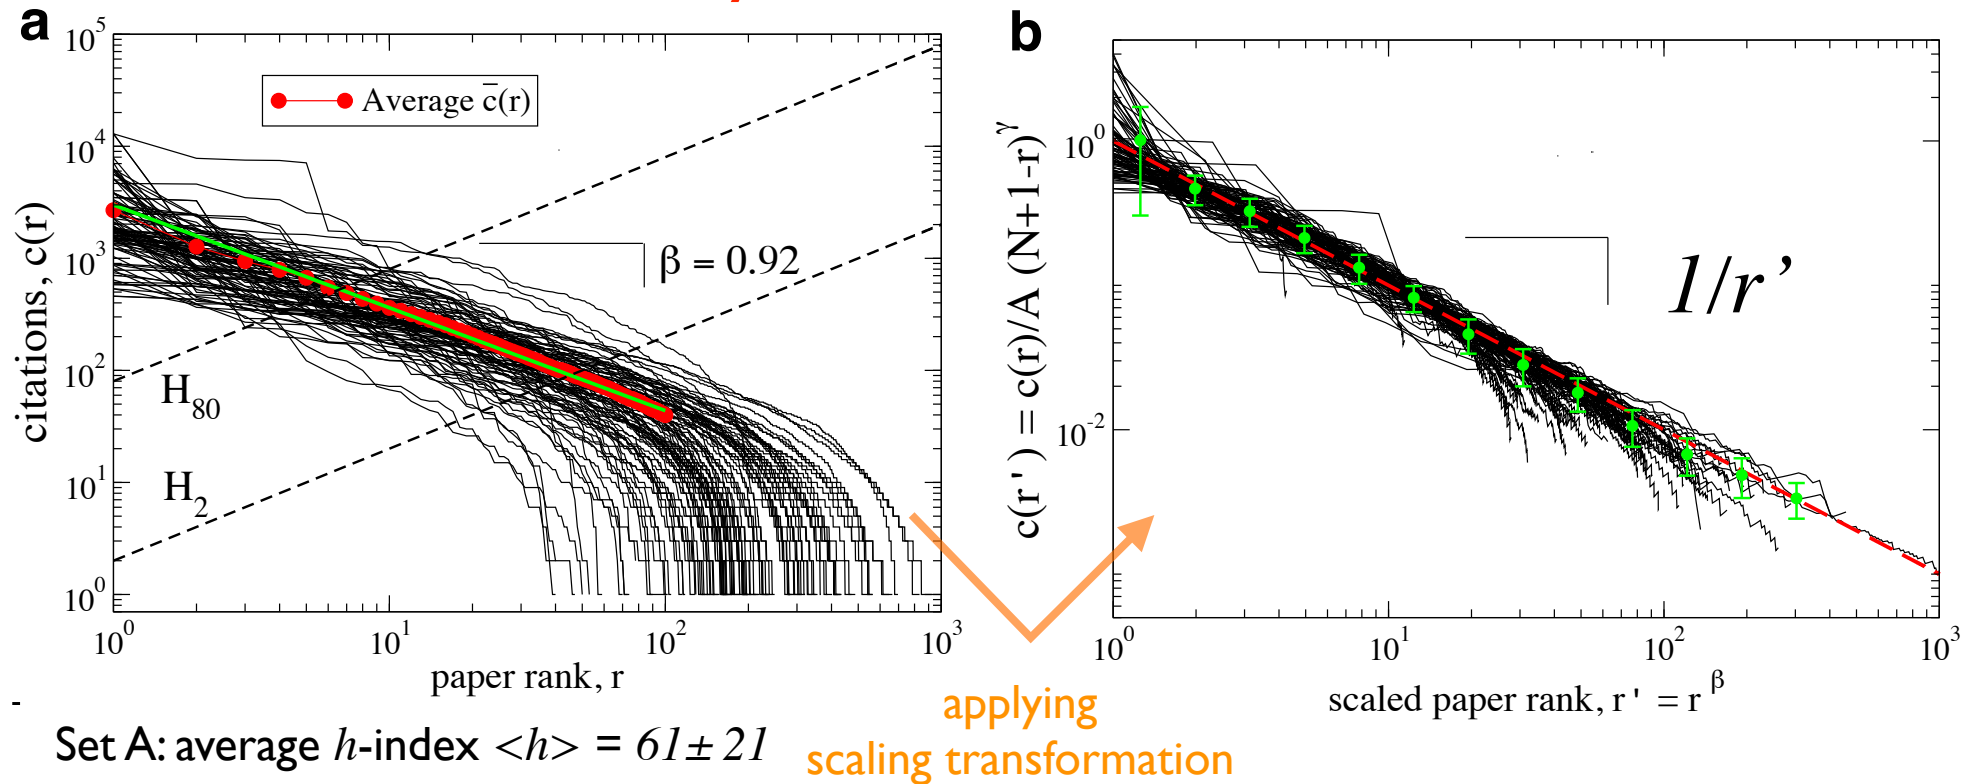 a
b
10^5
10^4
10^3
10^2
10^1
10^0
citations, c(r)
Average c̄(r)
β = 0.92
H_80
H_2
10^0 10^1 10^2 10^3
paper rank, r
c(r') = c(r)/A (N+1-r)^γ
10^0
10^-2
1/r’
10^0 10^1 10^2 10^3
scaled paper rank, r' = r^β
-
Set A: average h-index <h> = 61± 21
applying
scaling transformation